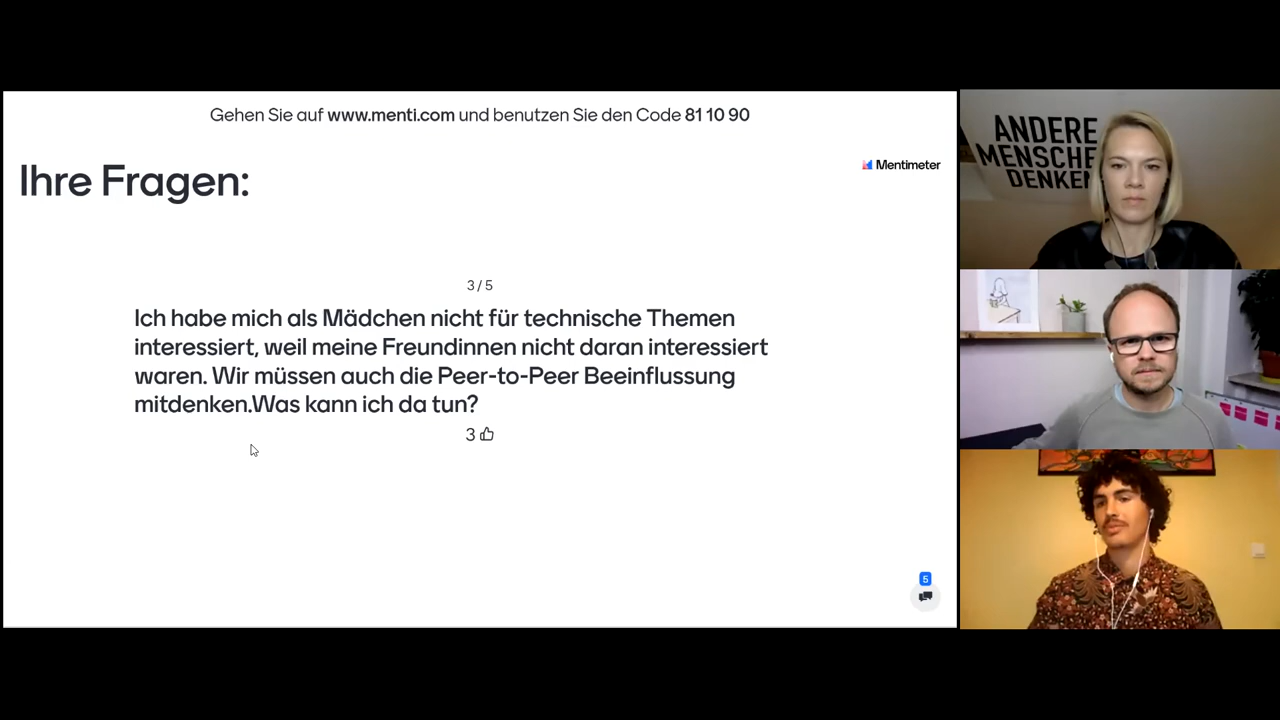 Gehen Sie auf www.menti.com und benutzen Sie den Code 81 10 90
Ihre Fragen:
Mentimeter
3 / 5
Ich habe mich als Mädchen nicht für technische Themen
interessiert, weil meine Freundinnen nicht daran interessiert
waren. Wir müssen auch die Peer-to-Peer Beeinflussung
mitdenken.Was kann ich da tun?
3
5
ANDERE
MENSCHE
DENKEN